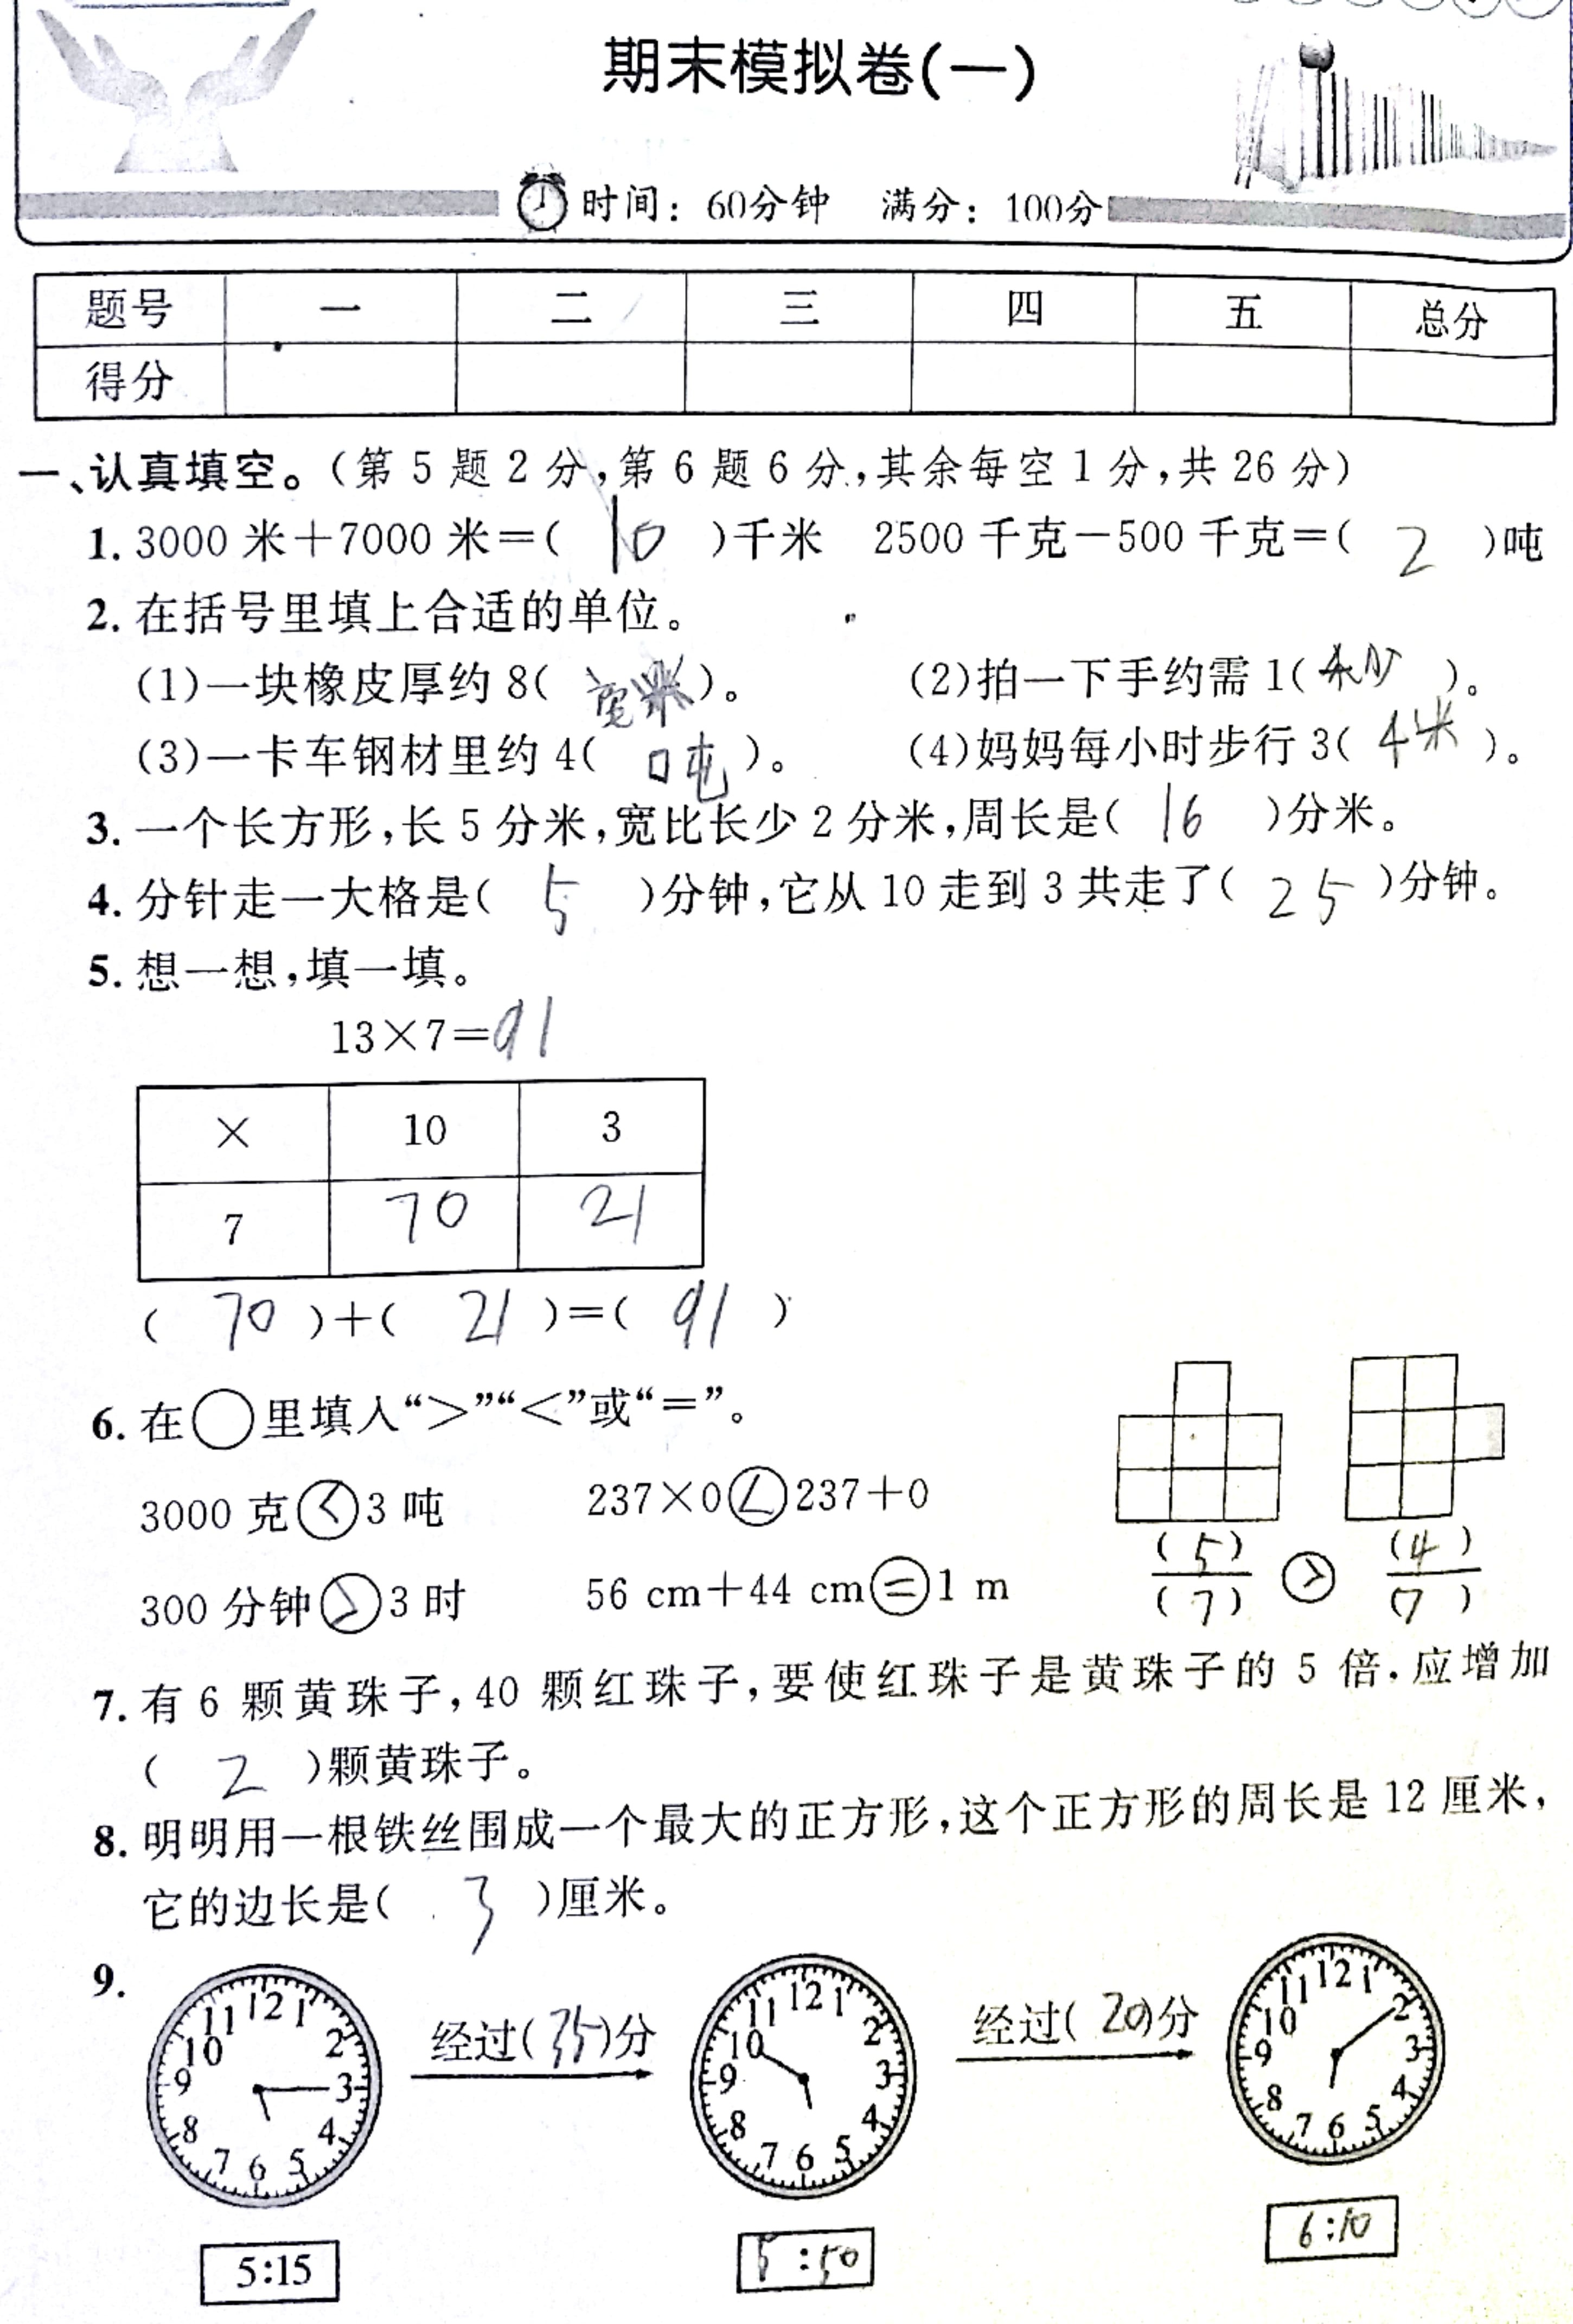 期末模拟卷(一)
时间：60分钟 满分：100分
题号 一 二 三 四 五 总分
得分
一、认真填空。(第5题2分,第6题6分,其余每空1分,共26分)
1. 3000米+7000米=( 10 )千米 2500千克-500千克=( 2 )吨
2. 在括号里填上合适的单位。
(1)一块橡皮厚约8( 毫米 )。 (2)拍一下手约需1( )。
(3)一卡车钢材里约4( 吨 )。 (4)妈妈每小时步行3( 千米 )。
3. 一个长方形,长5分米,宽比长少2分米,周长是( 16 )分米。
4. 分针走一大格是( 5 )分钟,它从10走到3共走了( 25 )分钟。
5. 想一想,填一填。
13×7=91
× 10 3
7 70 21
( 70 )+( 21 )=( 91 )
6. 在○里填入“>”“<”或“=”。
3000克<3吨 237×0<237+0
(5) > (4)
(7) (7)
300分钟>3时 56 cm+44 cm=1 m
7. 有6颗黄珠子,40颗红珠子,要使红珠子是黄珠子的5倍.应增加
( 2 )颗黄珠子。
8. 明明用一根铁丝围成一个最大的正方形,这个正方形的周长是12厘米,
它的边长是( 3 )厘米。
9.
11 12 1 2 3 4 5 6 7 8 9 10
经过(35)分
11 12 1 2 3 4 5 6 7 8 9 10
经过(20)分
11 12 1 2 3 4 5 6 7 8 9 10
5:15 5:50 6:10